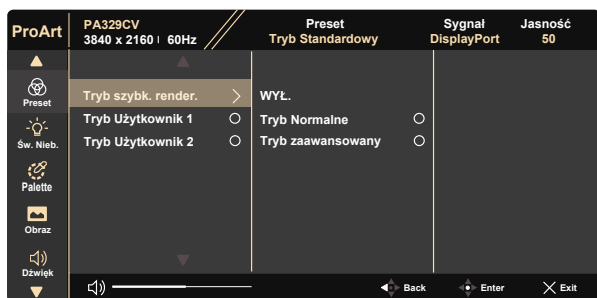 ProArt
PA329CV
3840 x 2160 | 60Hz
Preset
Tryb Standardowy
Sygnał
DisplayPort
Jasność
50
Preset
Św. Nieb.
Palette
Obraz
Dźwięk
Tryb szybk. render.
Tryb Użytkownik 1
Tryb Użytkownik 2
WYŁ.
Tryb Normalne
Tryb zaawansowany
Back
Enter
Exit